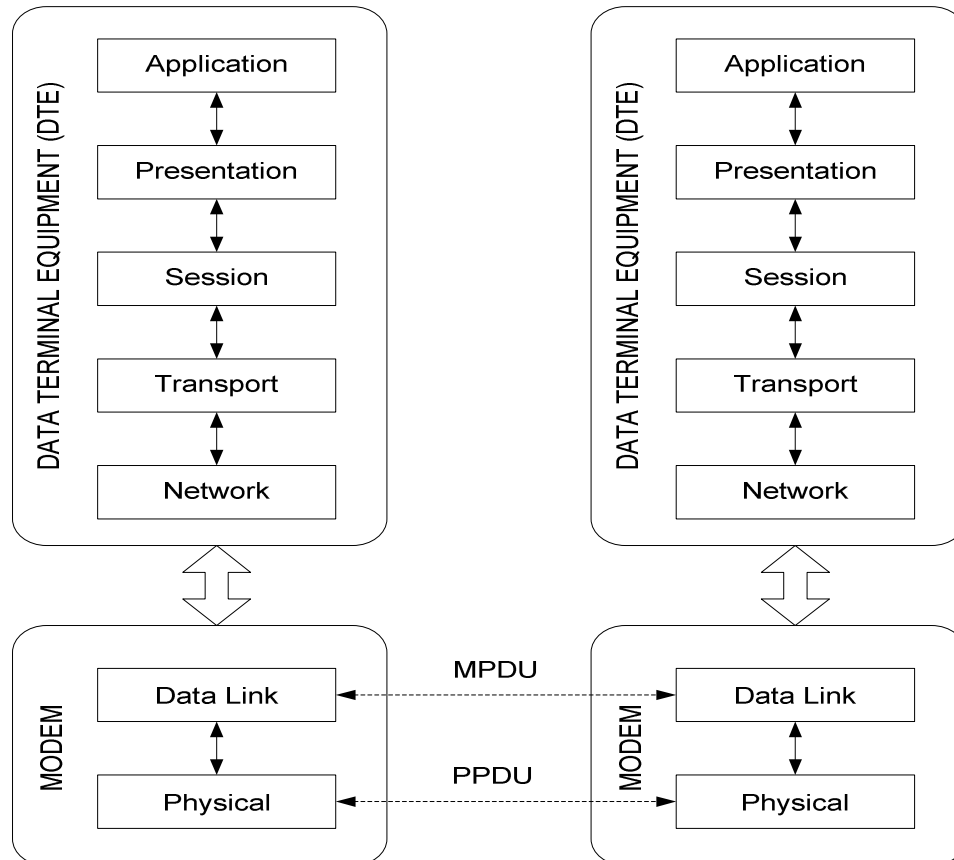 DATA TERMINAL EQUIPMENT (DTE)
Application
Presentation
Session
Transport
Network
DATA TERMINAL EQUIPMENT (DTE)
Application
Presentation
Session
Transport
Network
MODEM
Data Link
Physical
MPDU
PPDU
MODEM
Data Link
Physical